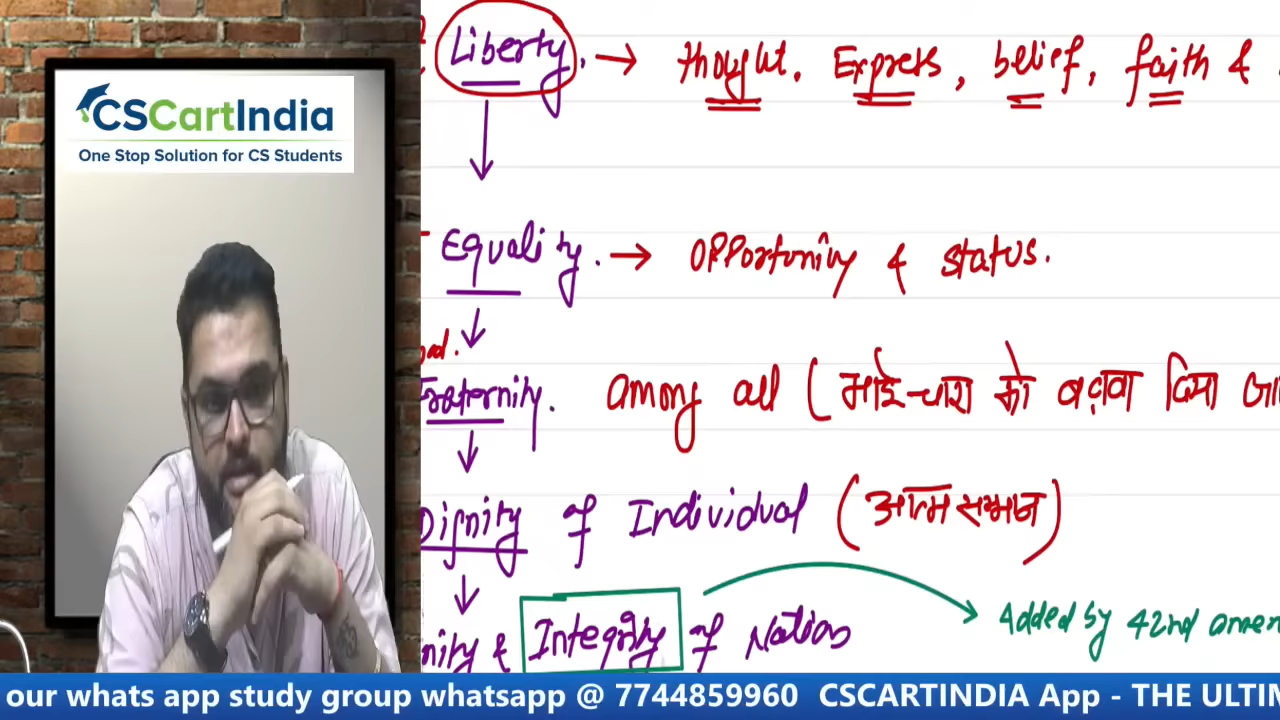 CSCartIndia
One Stop Solution for CS Students
Liberty. → thought, Express, belief, faith &
Equality. → Opportunity & status.
Fraternity. Among all (भाई-चारा को बढ़ावा दिया जा
Dignity of Individual (आत्म सम्मान)
nity & Integrity of Nation
Added by 42nd amen
our whats app study group whatsapp @ 7744859960 CSCARTINDIA App - THE ULTIM